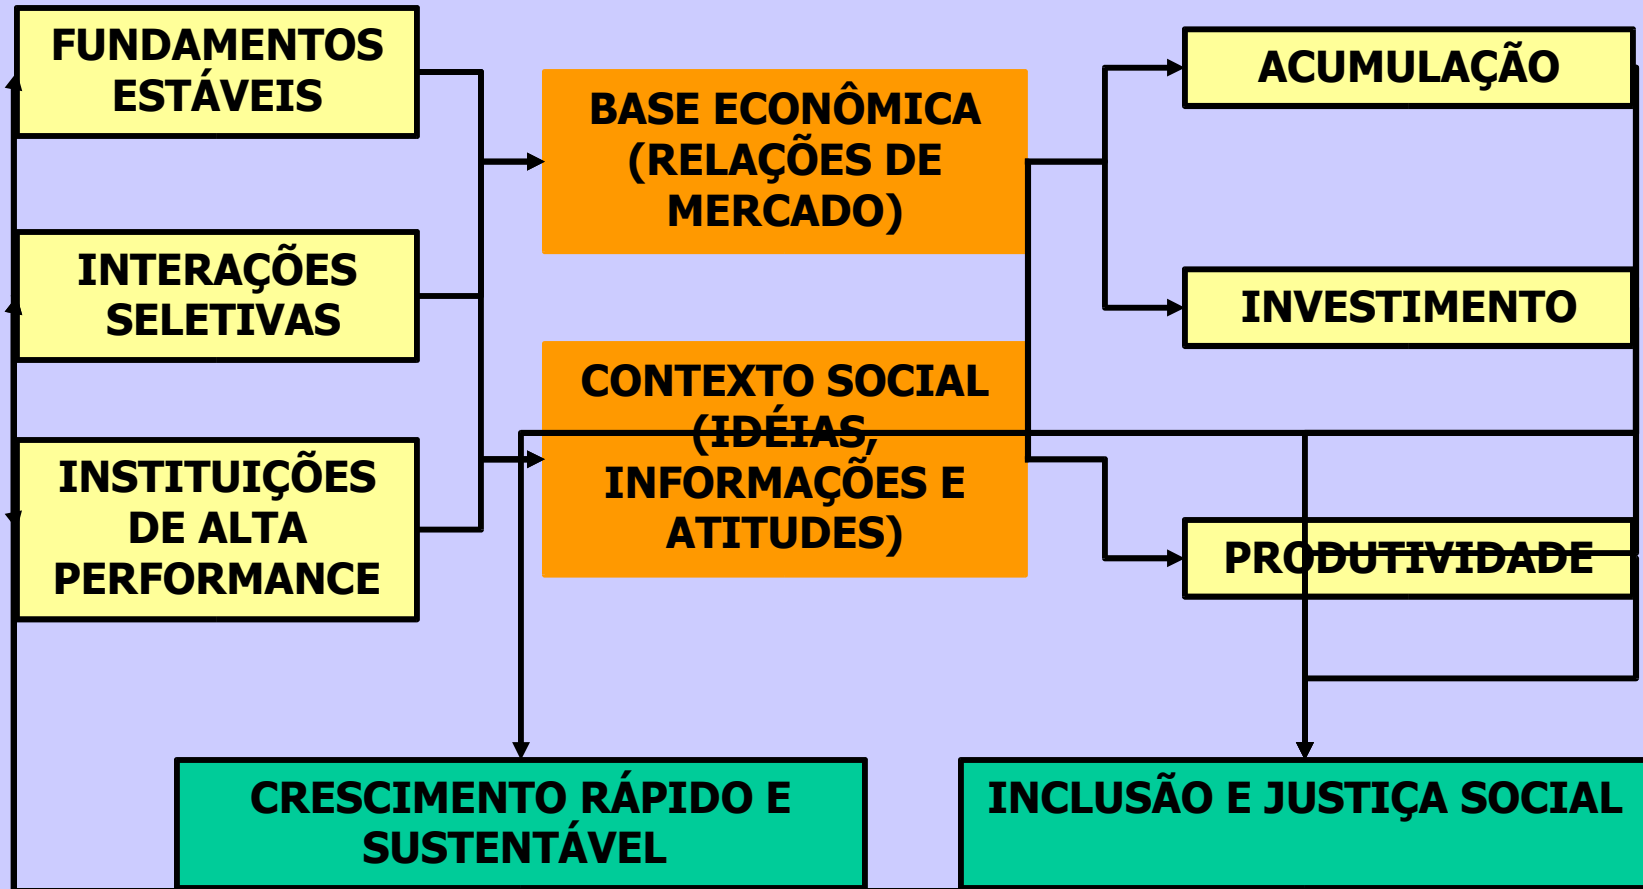 FUNDAMENTOS
ESTÁVEIS
INTERAÇÕES
SELETIVAS
INSTITUIÇÕES
DE ALTA
PERFORMANCE
BASE ECONÔMICA
(RELAÇÕES DE
MERCADO)
CONTEXTO SOCIAL
(IDÉIAS,
INFORMAÇÕES E
ATITUDES)
ACUMULAÇÃO
INVESTIMENTO
PRODUTIVIDADE
CRESCIMENTO RÁPIDO E
SUSTENTÁVEL
INCLUSÃO E JUSTIÇA SOCIAL